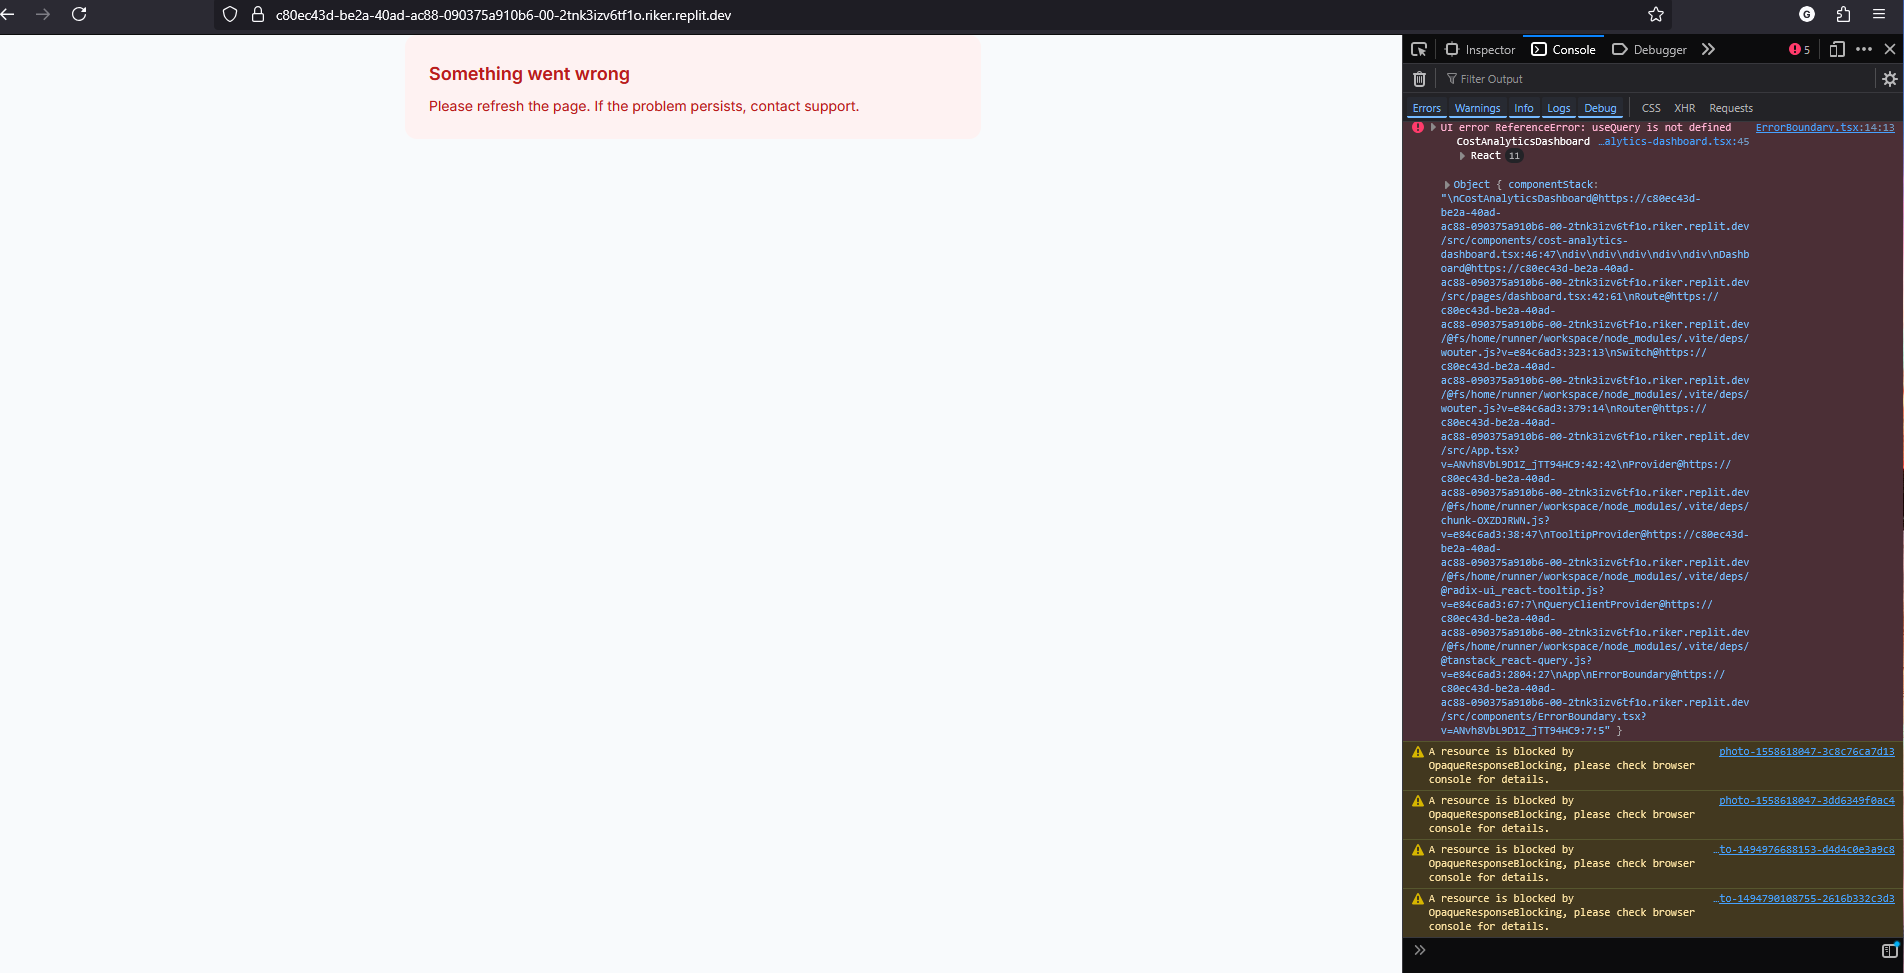 c80ec43d-be2a-40ad-ac88-090375a910b6-00-2tnk3izv6tf1o.riker.replit.dev
G
Something went wrong
Please refresh the page. If the problem persists, contact support.
Inspector
Console
Debugger
5
Filter Output
Errors
Warnings
Info
Logs
Debug
CSS
XHR
Requests
UI error ReferenceError: useQuery is not defined
ErrorBoundary.tsx:14:13
CostAnalyticsDashboard …alytics-dashboard.tsx:45
React 11
Object { componentStack:
"\nCostAnalyticsDashboard@https://c80ec43d-
be2a-40ad-
ac88-090375a910b6-00-2tnk3izv6tf1o.riker.replit.dev
/src/components/cost-analytics-
dashboard.tsx:46:47\ndiv\ndiv\ndiv\ndiv\ndiv\nDashb
oard@https://c80ec43d-be2a-40ad-
ac88-090375a910b6-00-2tnk3izv6tf1o.riker.replit.dev
/src/pages/dashboard.tsx:42:61\nRoute@https://
c80ec43d-be2a-40ad-
ac88-090375a910b6-00-2tnk3izv6tf1o.riker.replit.dev
/@fs/home/runner/workspace/node_modules/.vite/deps/
wouter.js?v=e84c6ad3:323:13\nSwitch@https://
c80ec43d-be2a-40ad-
ac88-090375a910b6-00-2tnk3izv6tf1o.riker.replit.dev
/@fs/home/runner/workspace/node_modules/.vite/deps/
wouter.js?v=e84c6ad3:379:14\nRouter@https://
c80ec43d-be2a-40ad-
ac88-090375a910b6-00-2tnk3izv6tf1o.riker.replit.dev
/src/App.tsx?
v=ANvh8VbL9D1Z_jTT94HC9:42:42\nProvider@https://
c80ec43d-be2a-40ad-
ac88-090375a910b6-00-2tnk3izv6tf1o.riker.replit.dev
/@fs/home/runner/workspace/node_modules/.vite/deps/
chunk-OXZDJRWN.js?
v=e84c6ad3:38:47\nTooltipProvider@https://c80ec43d-
be2a-40ad-
ac88-090375a910b6-00-2tnk3izv6tf1o.riker.replit.dev
/@fs/home/runner/workspace/node_modules/.vite/deps/
@radix-ui_react-tooltip.js?
v=e84c6ad3:67:7\nQueryClientProvider@https://
c80ec43d-be2a-40ad-
ac88-090375a910b6-00-2tnk3izv6tf1o.riker.replit.dev
/@fs/home/runner/workspace/node_modules/.vite/deps/
@tanstack_react-query.js?
v=e84c6ad3:2804:27\nApp\nErrorBoundary@https://
c80ec43d-be2a-40ad-
ac88-090375a910b6-00-2tnk3izv6tf1o.riker.replit.dev
/src/components/ErrorBoundary.tsx?
v=ANvh8VbL9D1Z_jTT94HC9:7:5" }
A resource is blocked by
photo-1558618047-3c8c76ca7d13
OpaqueResponseBlocking, please check browser
console for details.
A resource is blocked by
photo-1558618047-3dd6349f0ac4
OpaqueResponseBlocking, please check browser
console for details.
A resource is blocked by
…to-1494976688153-d4d4c0e3a9c8
OpaqueResponseBlocking, please check browser
console for details.
A resource is blocked by
…to-1494790108755-2616b332c3d3
OpaqueResponseBlocking, please check browser
console for details.